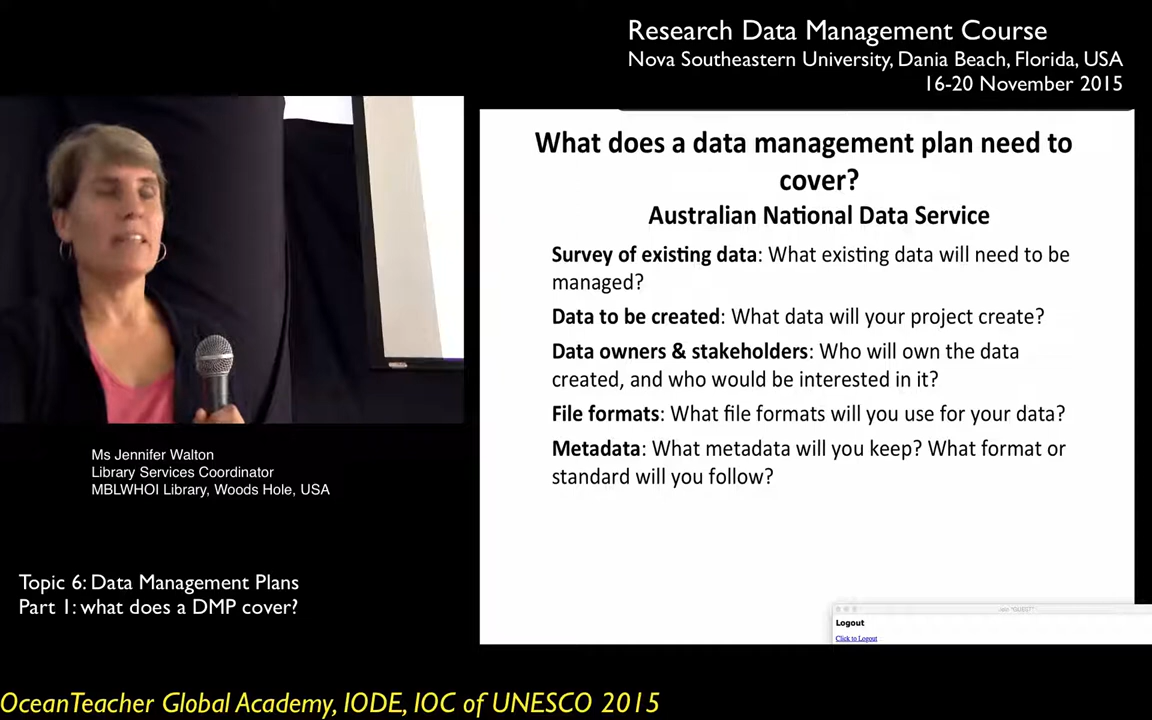 Research Data Management Course
Nova Southeastern University, Dania Beach, Florida, USA
16-20 November 2015
What does a data management plan need to
cover?
Australian National Data Service
Survey of existing data: What existing data will need to be
managed?
Data to be created: What data will your project create?
Data owners & stakeholders: Who will own the data
created, and who would be interested in it?
File formats: What file formats will you use for your data?
Metadata: What metadata will you keep? What format or
standard will you follow?
Logout
Click to Logout
Ms Jennifer Walton
Library Services Coordinator
MBLWHOI Library, Woods Hole, USA
Topic 6: Data Management Plans
Part 1: what does a DMP cover?
OceanTeacher Global Academy, IODE, IOC of UNESCO 2015